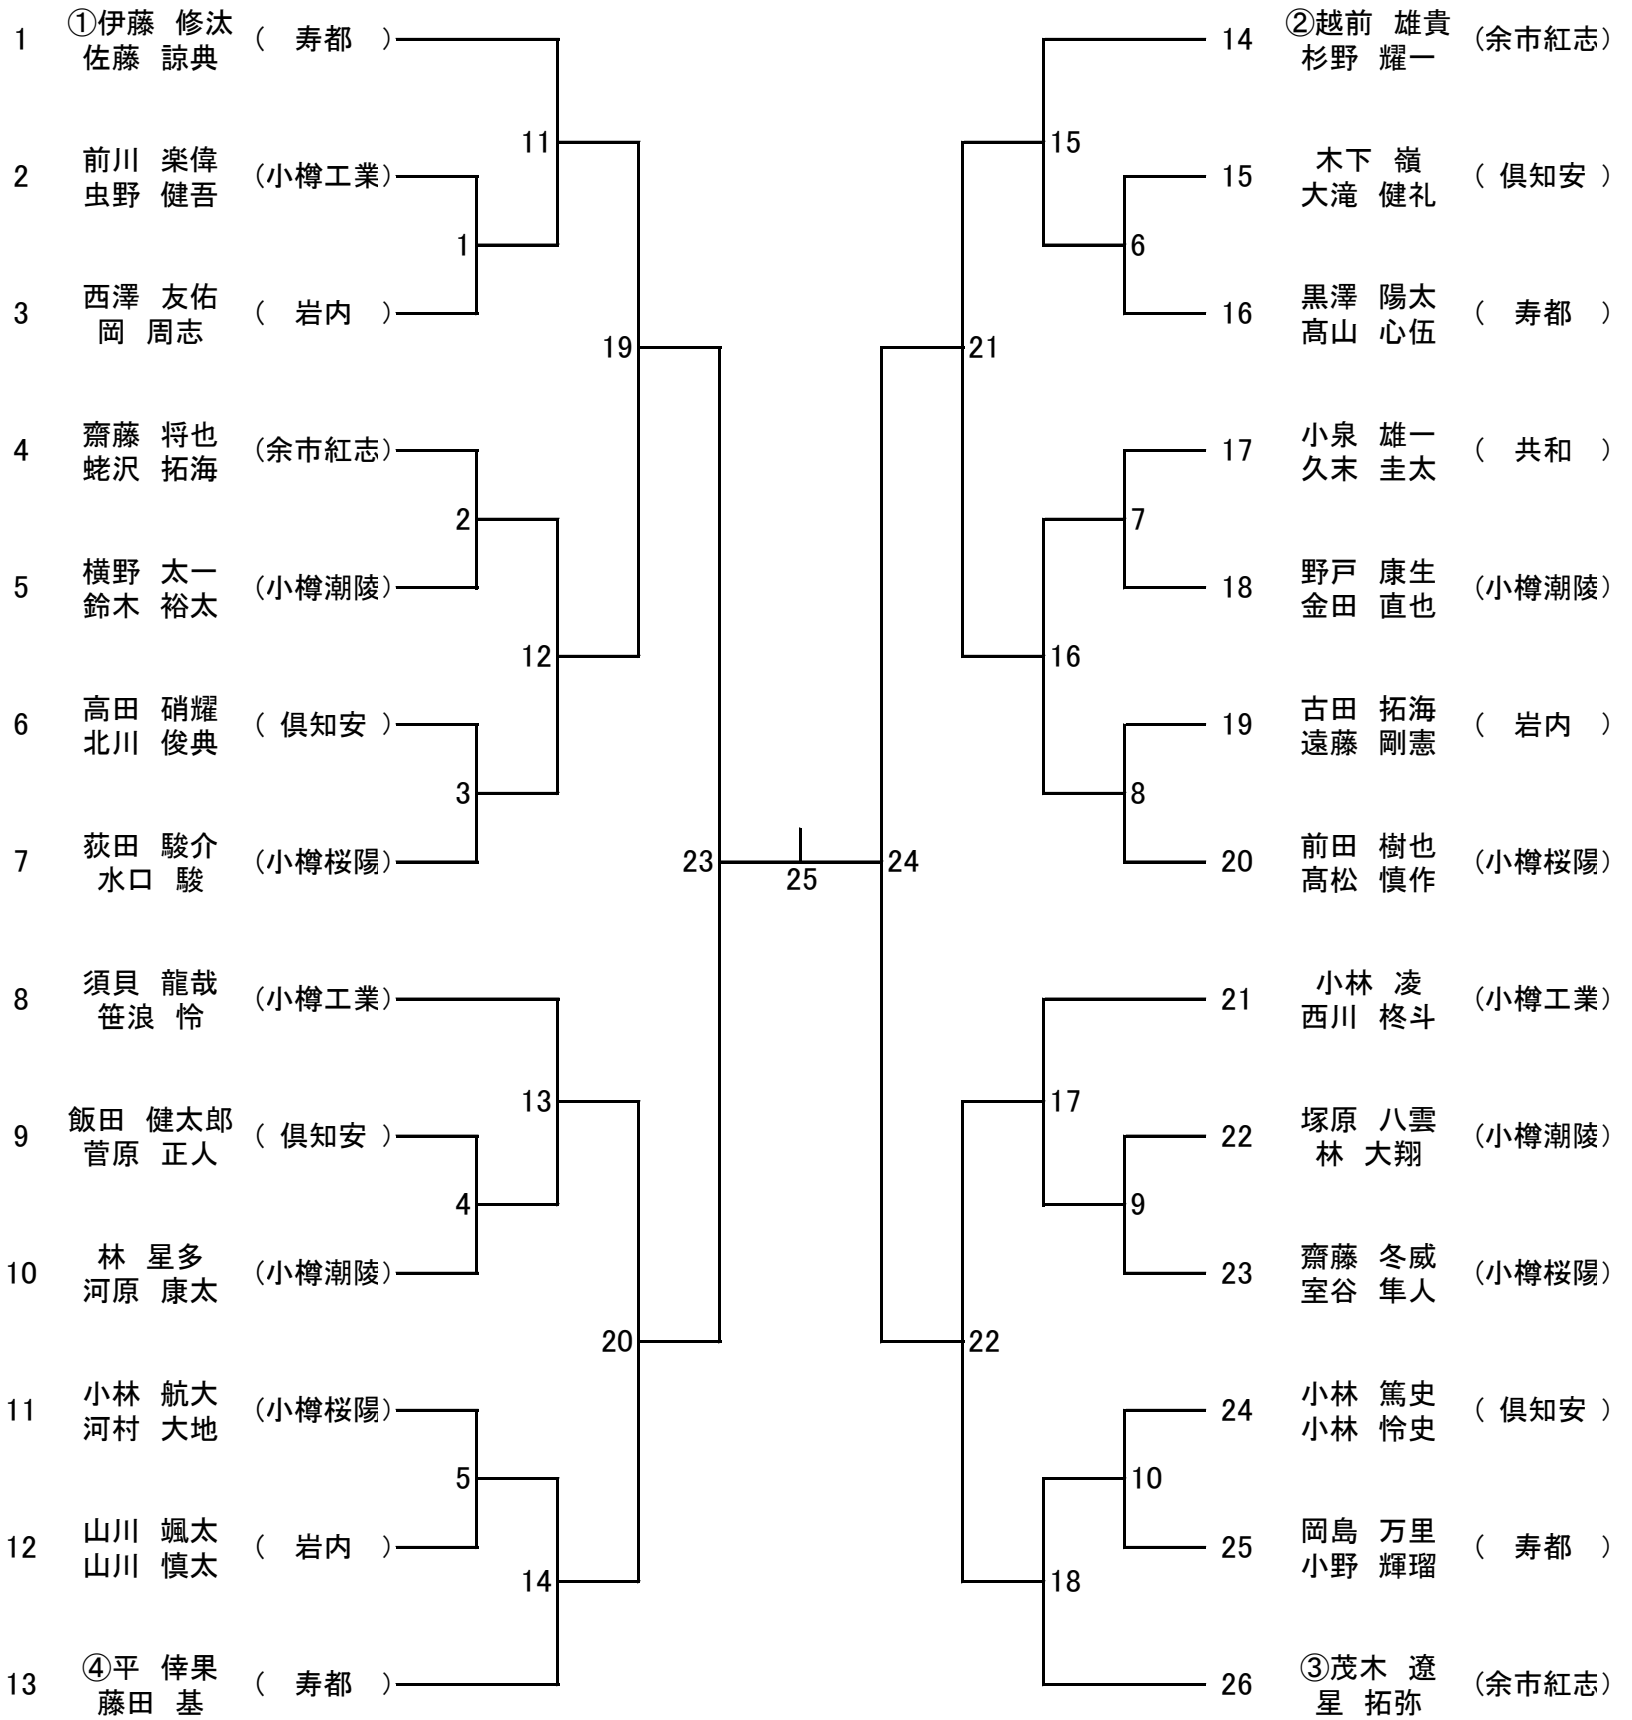 1 ①伊藤 修汰 佐藤 諒典 ( 寿都 )
2 前川 楽偉 虫野 健吾 (小樽工業)
3 西澤 友佑 岡 周志 ( 岩内 )
4 齋藤 将也 蛯沢 拓海 (余市紅志)
5 横野 太一 鈴木 裕太 (小樽潮陵)
6 高田 硝耀 北川 俊典 ( 倶知安 )
7 荻田 駿介 水口 駿 (小樽桜陽)
8 須貝 龍哉 笹浪 怜 (小樽工業)
9 飯田 健太郎 菅原 正人 ( 倶知安 )
10 林 星多 河原 康太 (小樽潮陵)
11 小林 航大 河村 大地 (小樽桜陽)
12 山川 颯太 山川 慎太 ( 岩内 )
13 ④平 倖果 藤田 基 ( 寿都 )
11
1
19
2
12
3
23
13
4
20
5
14
25
15
6
21
7
16
8
24
17
9
22
10
18
14 ②越前 雄貴 杉野 耀一 (余市紅志)
15 木下 嶺 大滝 健礼 ( 倶知安 )
16 黒澤 陽太 髙山 心伍 ( 寿都 )
17 小泉 雄一 久末 圭太 ( 共和 )
18 野戸 康生 金田 直也 (小樽潮陵)
19 古田 拓海 遠藤 剛憲 ( 岩内 )
20 前田 樹也 髙松 慎作 (小樽桜陽)
21 小林 凌 西川 柊斗 (小樽工業)
22 塚原 八雲 林 大翔 (小樽潮陵)
23 齋藤 冬威 室谷 隼人 (小樽桜陽)
24 小林 篤史 小林 怜史 ( 倶知安 )
25 岡島 万里 小野 輝瑠 ( 寿都 )
26 ③茂木 遼 星 拓弥 (余市紅志)